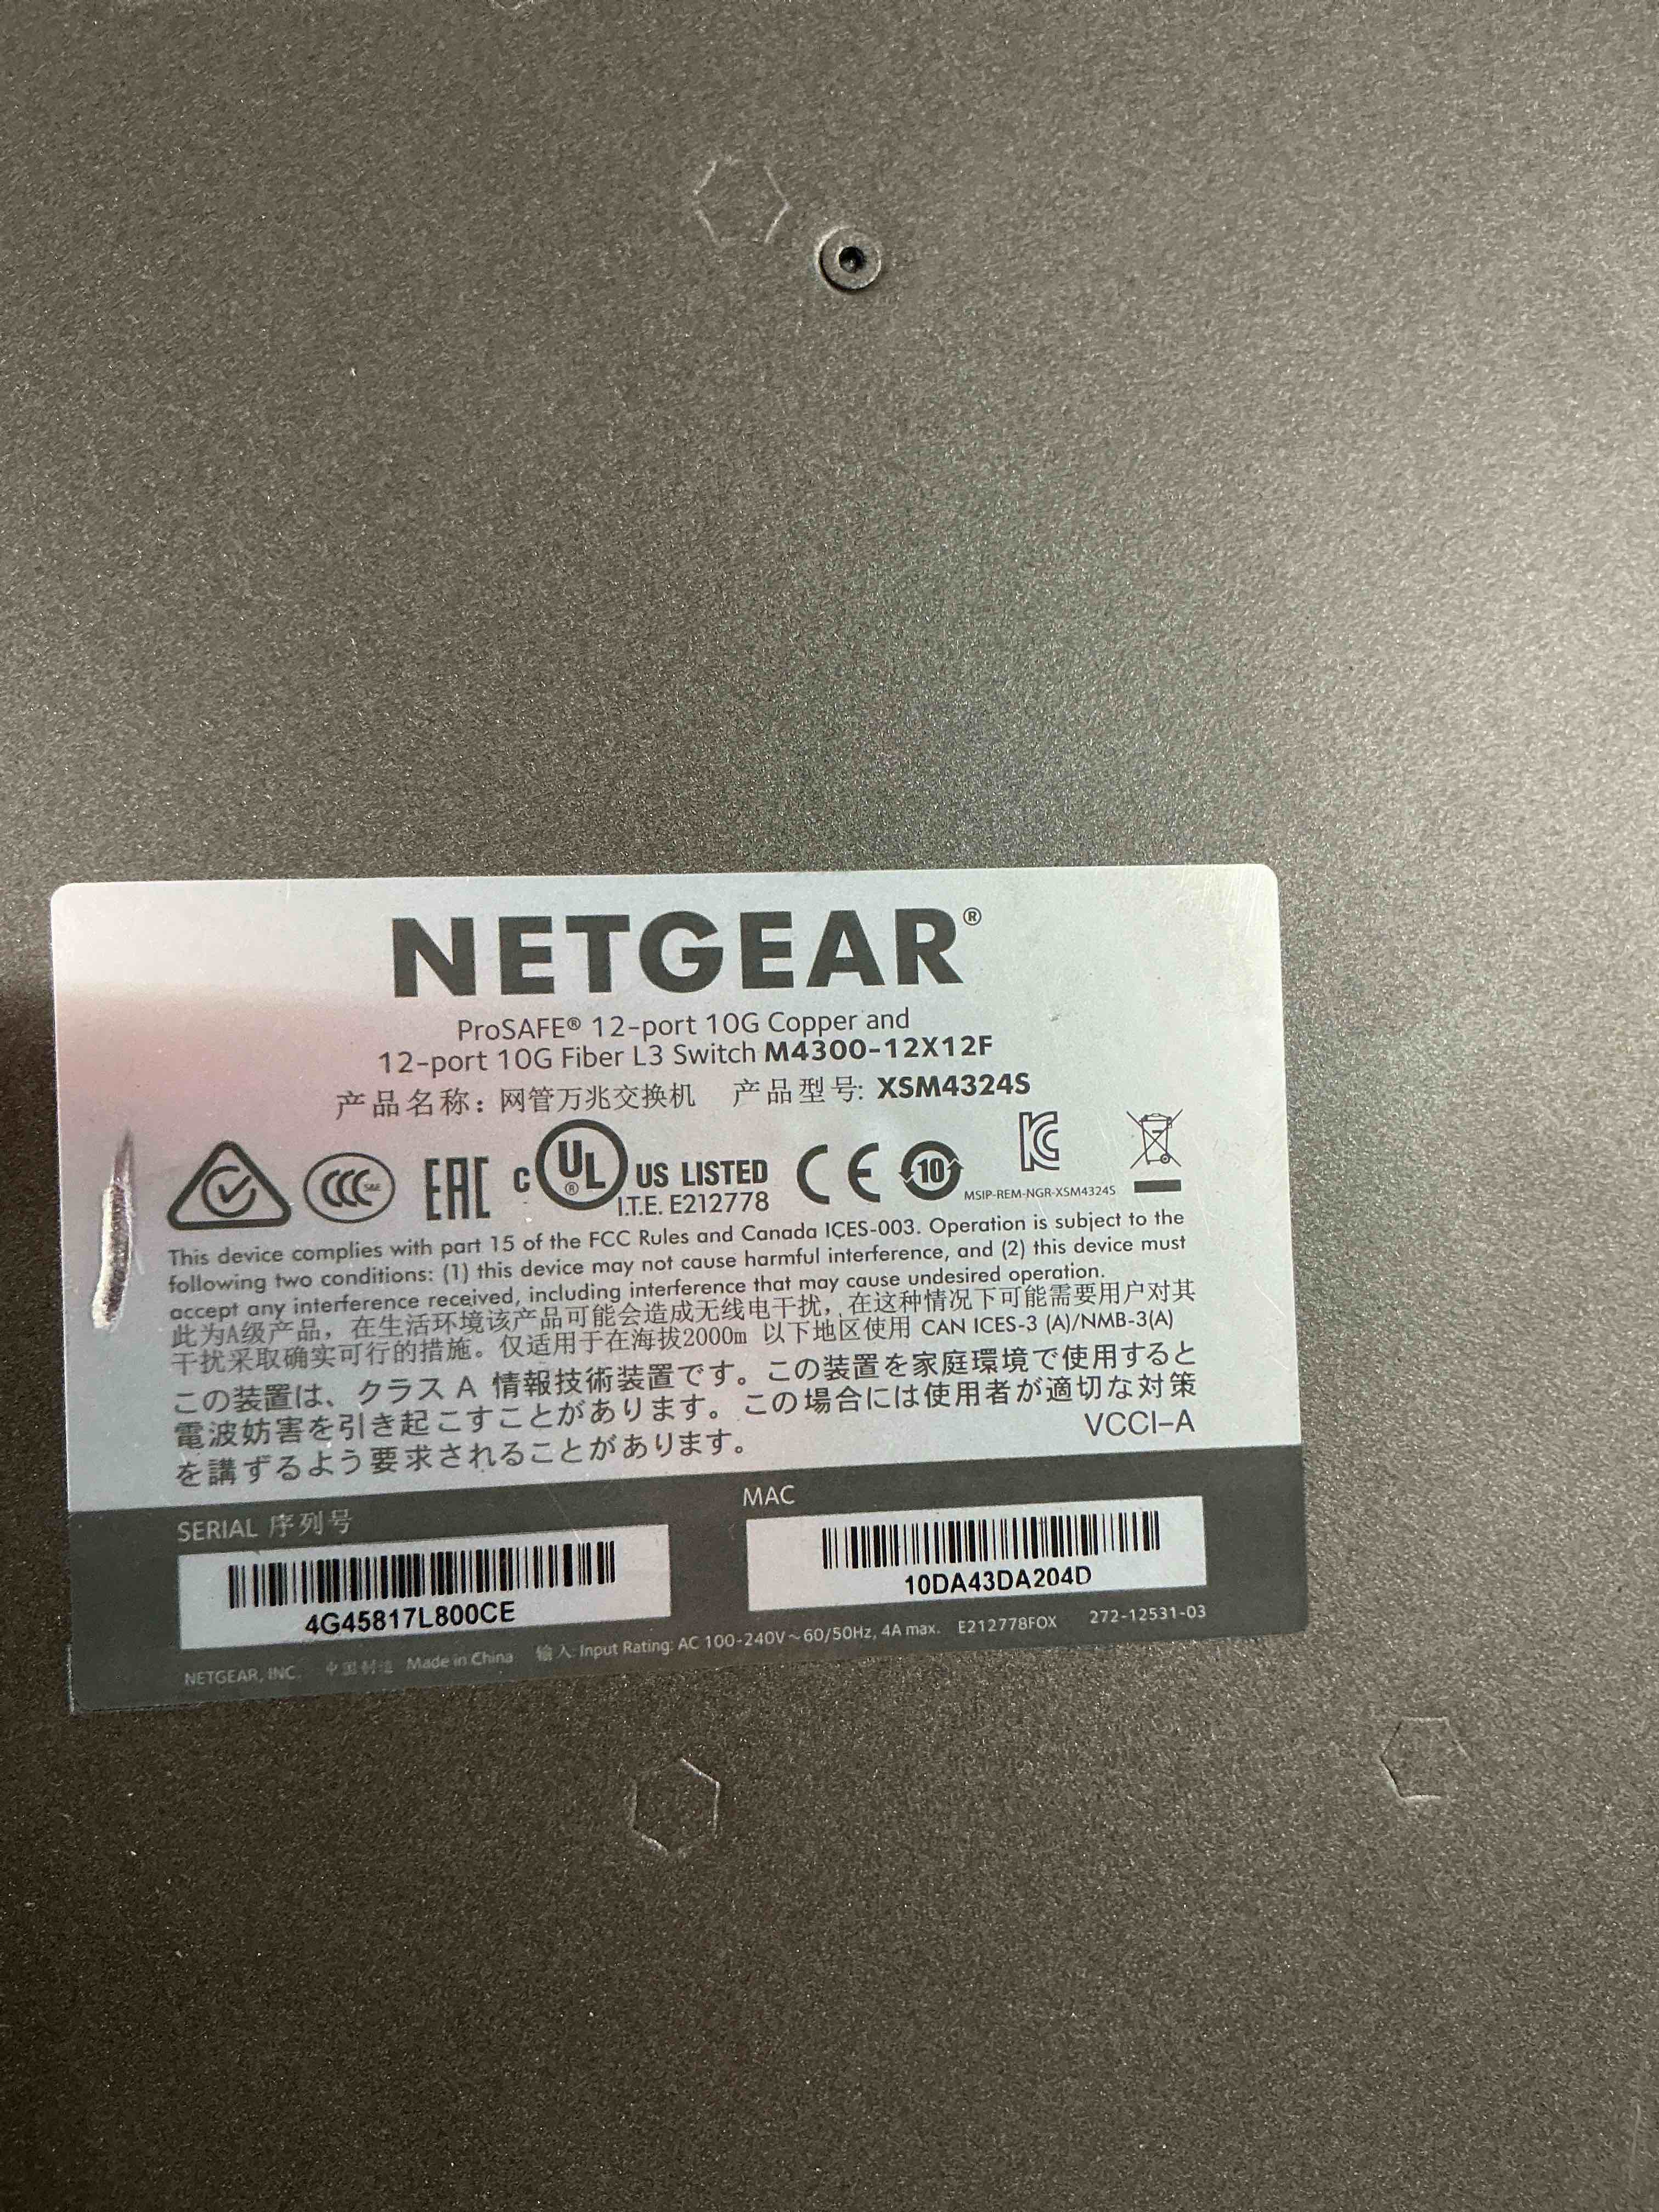 NETGEAR®
ProSAFE® 12-port 10G Copper and
12-port 10G Fiber L3 Switch M4300-12X12F
产品名称: 网管万兆交换机 产品型号: XSM4324S
CCC S&E EAC c UL ® US LISTED CE 10 KC
I.T.E. E212778
MSIP-REM-NGR-XSM4324S
This device complies with part 15 of the FCC Rules and Canada ICES-003. Operation is subject to the
following two conditions: (1) this device may not cause harmful interference, and (2) this device must
accept any interference received, including interference that may cause undesired operation.
此为A级产品，在生活环境该产品可能会造成无线电干扰，在这种情况下可能需要用户对其
干扰采取确实可行的措施。仅适用于在海拔2000m 以下地区使用 CAN ICES-3 (A)/NMB-3(A)
この装置は、クラス A 情報技術装置です。この装置を家庭環境で使用すると
電波妨害を引き起こすことがあります。この場合には使用者が適切な対策
を講ずるよう要求されることがあります。 VCCI-A
SERIAL 序列号
4G45817L800CE
MAC
10DA43DA204D
NETGEAR, INC. 中国制造 Made in China 输入 Input Rating: AC 100-240V~60/50Hz, 4A max. E212778FOX 272-12531-03